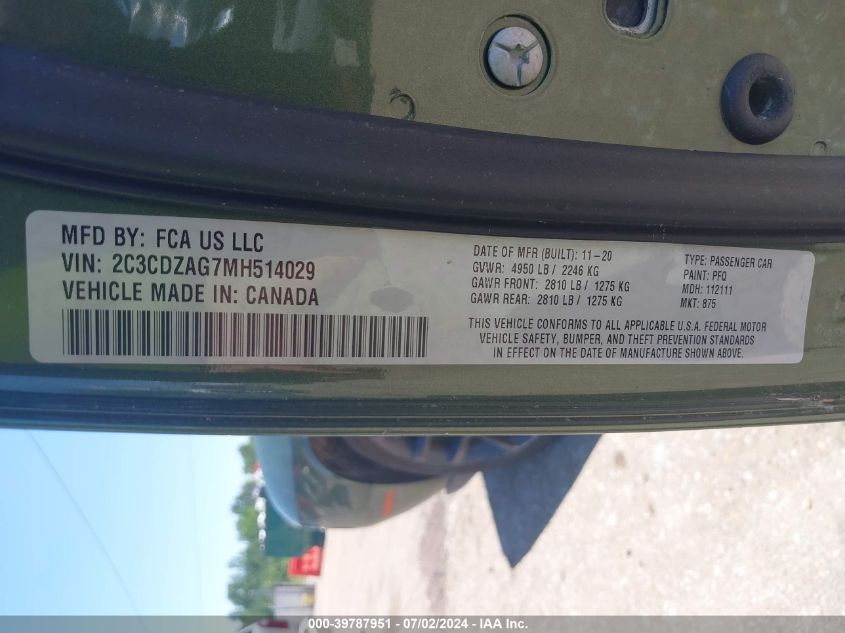 MFD BY: FCA US LLC
VIN: 2C3CDZAG7MH514029
VEHICLE MADE IN: CANADA
DATE OF MFR (BUILT): 11-20
GVWR: 4950 LB / 2246 KG
GAWR FRONT: 2810 LB / 1275 KG
GAWR REAR: 2810 LB / 1275 KG
TYPE: PASSENGER CAR
PAINT: PFQ
MDH: 112111
MKT: 875
THIS VEHICLE CONFORMS TO ALL APPLICABLE U.S.A. FEDERAL MOTOR
VEHICLE SAFETY, BUMPER, AND THEFT PREVENTION STANDARDS
IN EFFECT ON THE DATE OF MANUFACTURE SHOWN ABOVE.
000-39787951 - 07/02/2024 - IAA Inc.